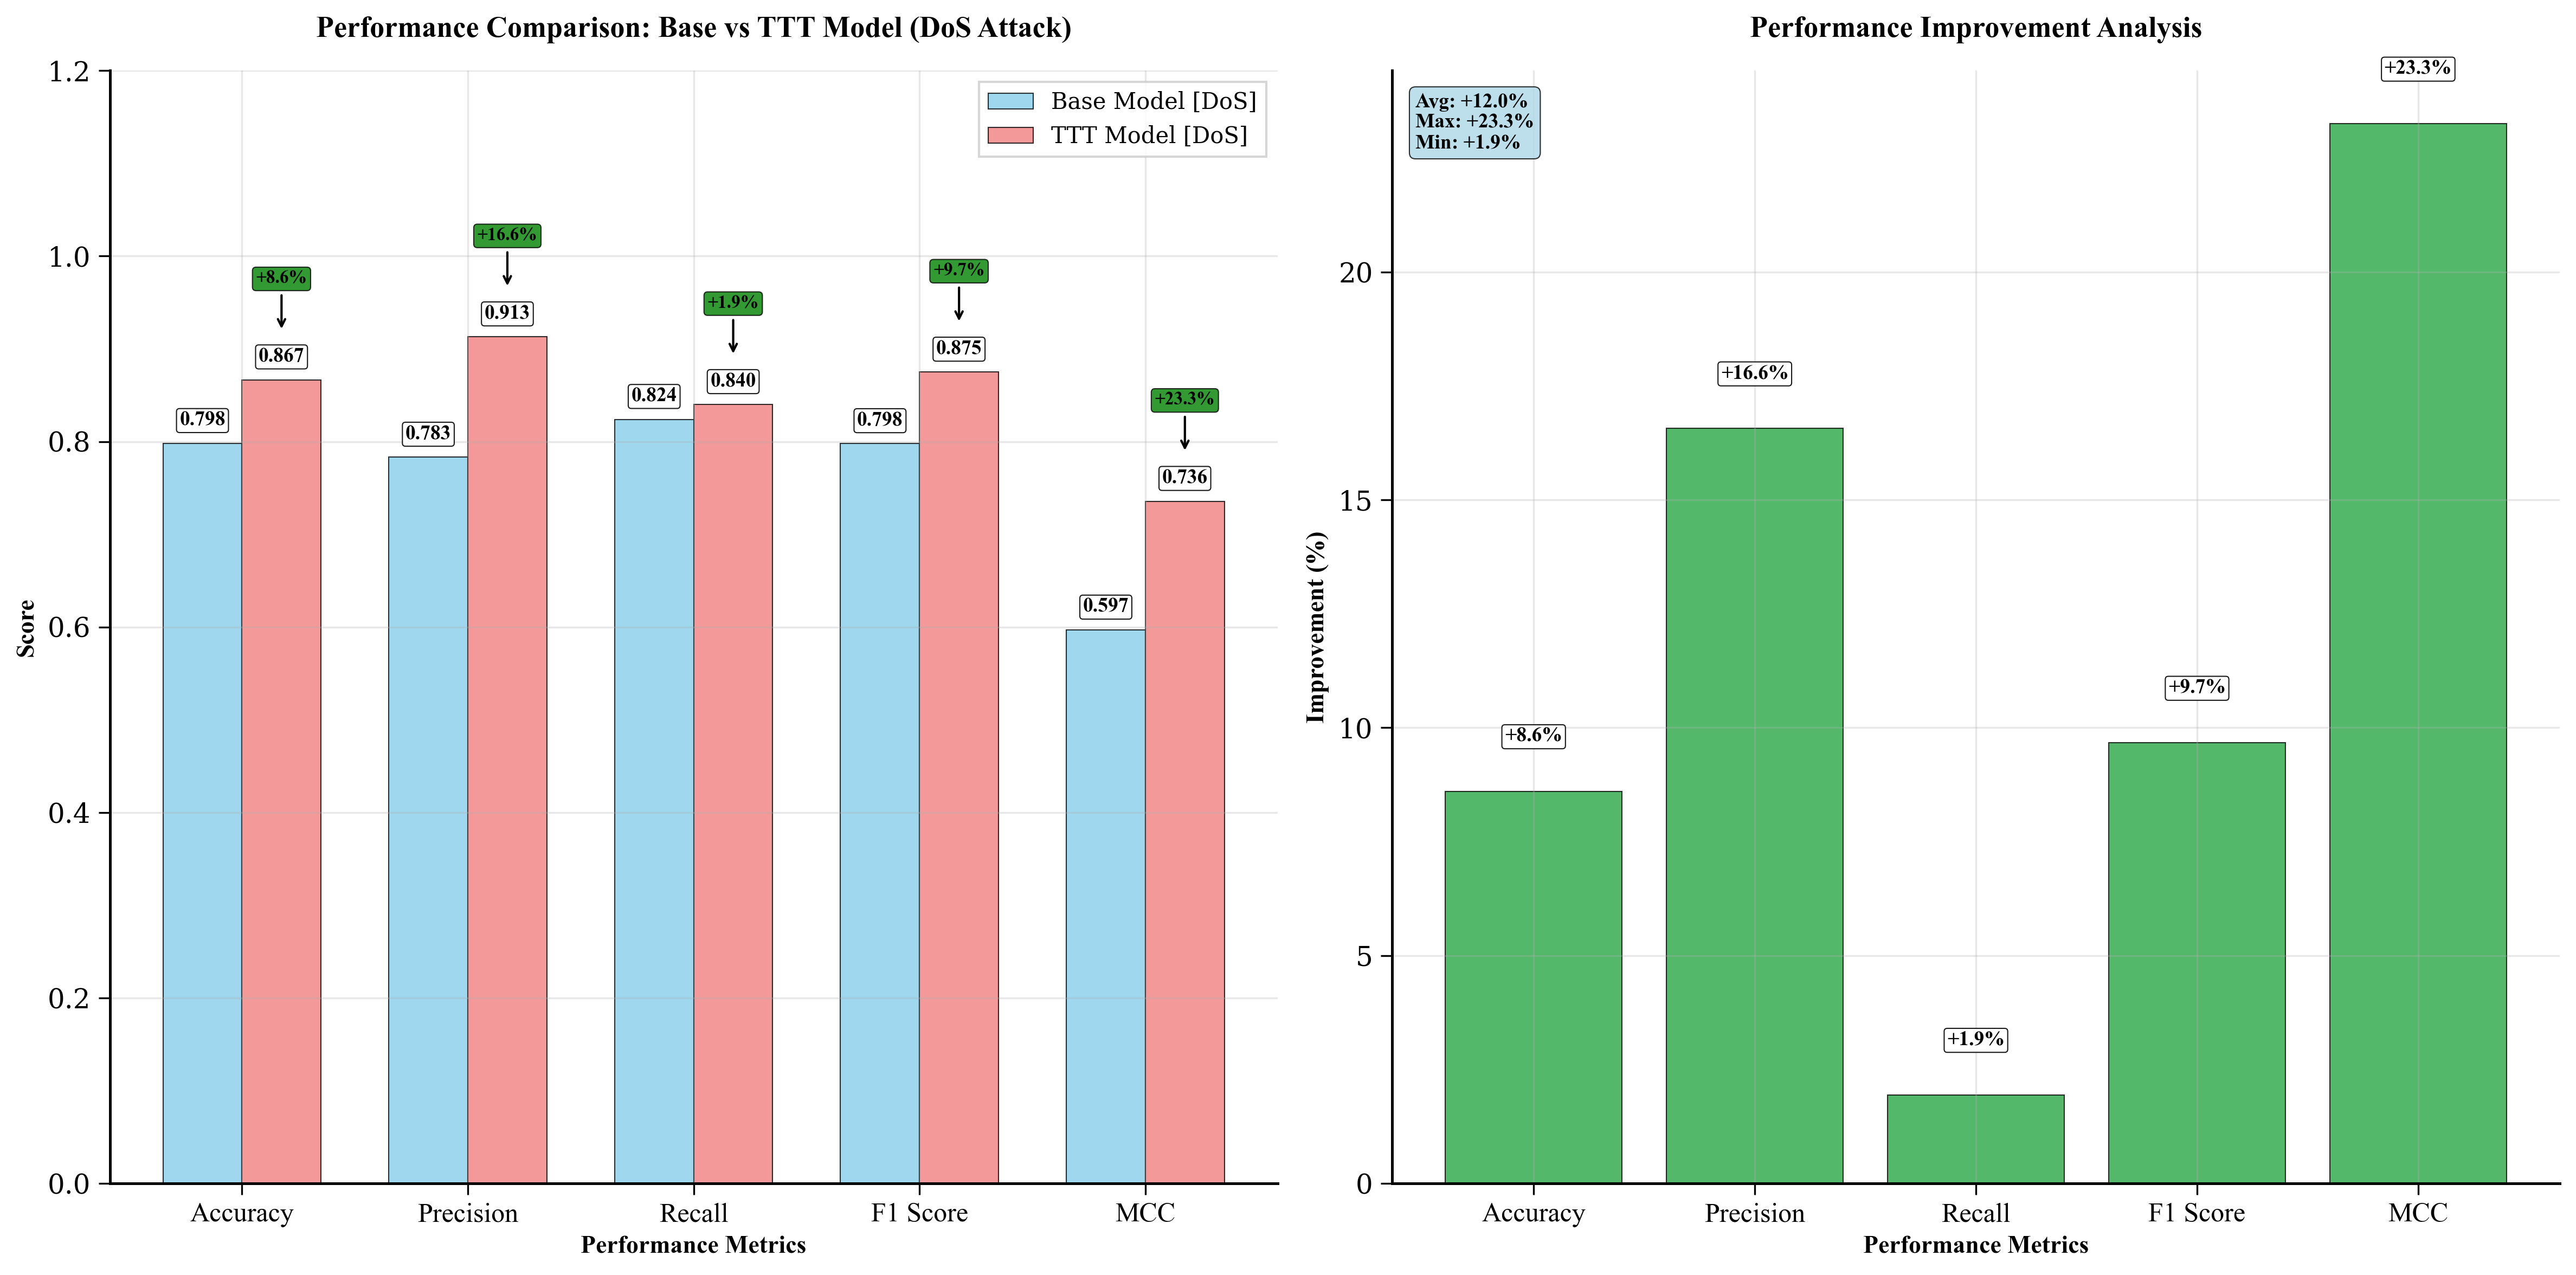 Performance Comparison: Base vs TTT Model (DoS Attack)
Base Model [DoS]
TTT Model [DoS]
1.2
1.0
0.8
0.6
0.4
0.2
0.0
Score
+8.6%
+16.6%
+1.9%
+9.7%
+23.3%
0.798
0.867
0.783
0.913
0.824
0.840
0.798
0.875
0.597
0.736
Accuracy
Precision
Recall
F1 Score
MCC
Performance Metrics
Performance Improvement Analysis
Avg: +12.0%
Max: +23.3%
Min: +1.9%
20
15
10
5
0
Improvement (%)
+8.6%
+16.6%
+1.9%
+9.7%
+23.3%
Accuracy
Precision
Recall
F1 Score
MCC
Performance Metrics